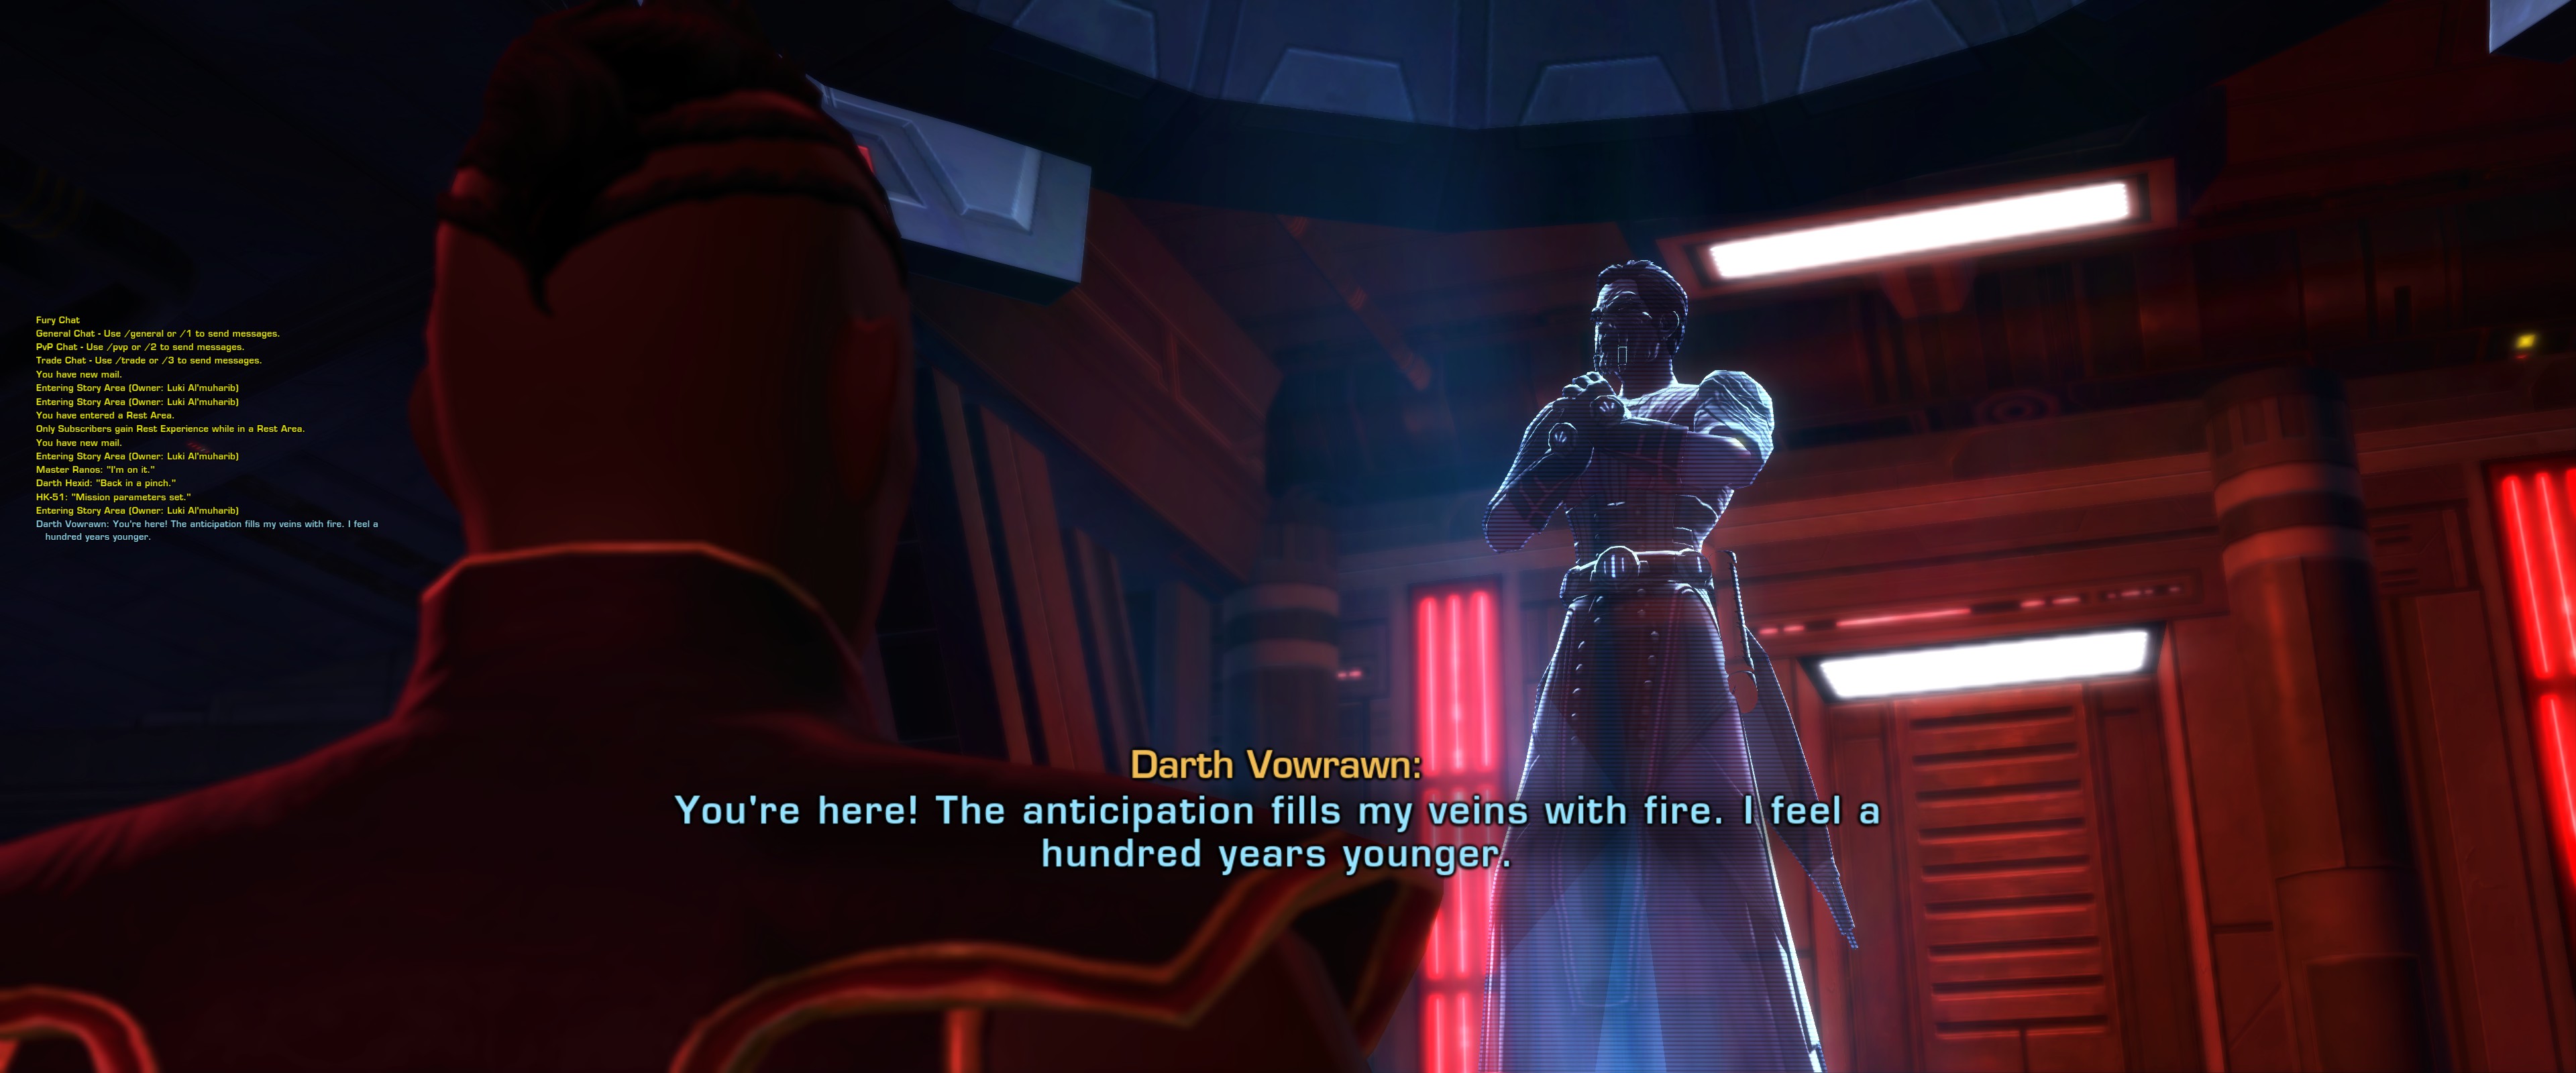 Fury Chat
General Chat - Use /general or /1 to send messages.
PvP Chat - Use /pvp or /2 to send messages.
Trade Chat - Use /trade or /3 to send messages.
You have new mail.
Entering Story Area (Owner: Luki Al'muharib)
Entering Story Area (Owner: Luki Al'muharib)
You have entered a Rest Area.
Only Subscribers gain Rest Experience while in a Rest Area.
You have new mail.
Entering Story Area (Owner: Luki Al'muharib)
Master Ranos: "I'm on it."
Darth Hexid: "Back in a pinch."
HK-51: "Mission parameters set."
Entering Story Area (Owner: Luki Al'muharib)
Darth Vowrawn: You're here! The anticipation fills my veins with fire. I feel a
hundred years younger.
Darth Vowrawn:
You're here! The anticipation fills my veins with fire. I feel a
hundred years younger.